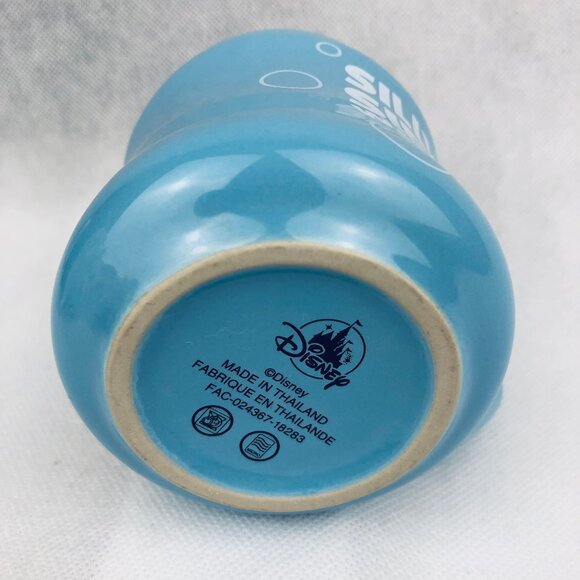 Disney
©Disney
MADE IN THAILAND
FABRIQUE EN THAILANDE
FAC-024367-18283